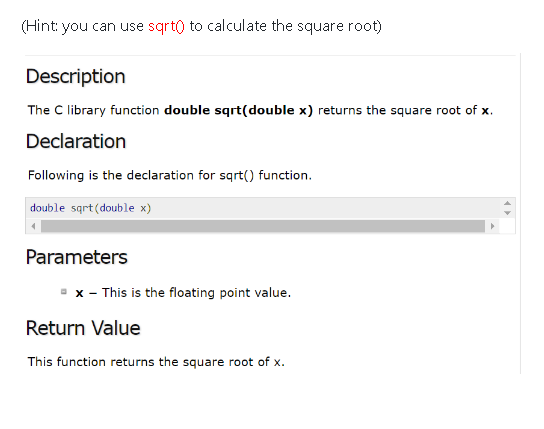 (Hint: you can use sqrt() to calculate the square root)
Description
The C library function double sqrt(double x) returns the square root of x.
Declaration
Following is the declaration for sqrt() function.
double sqrt(double x)
Parameters
x – This is the floating point value.
Return Value
This function returns the square root of x.